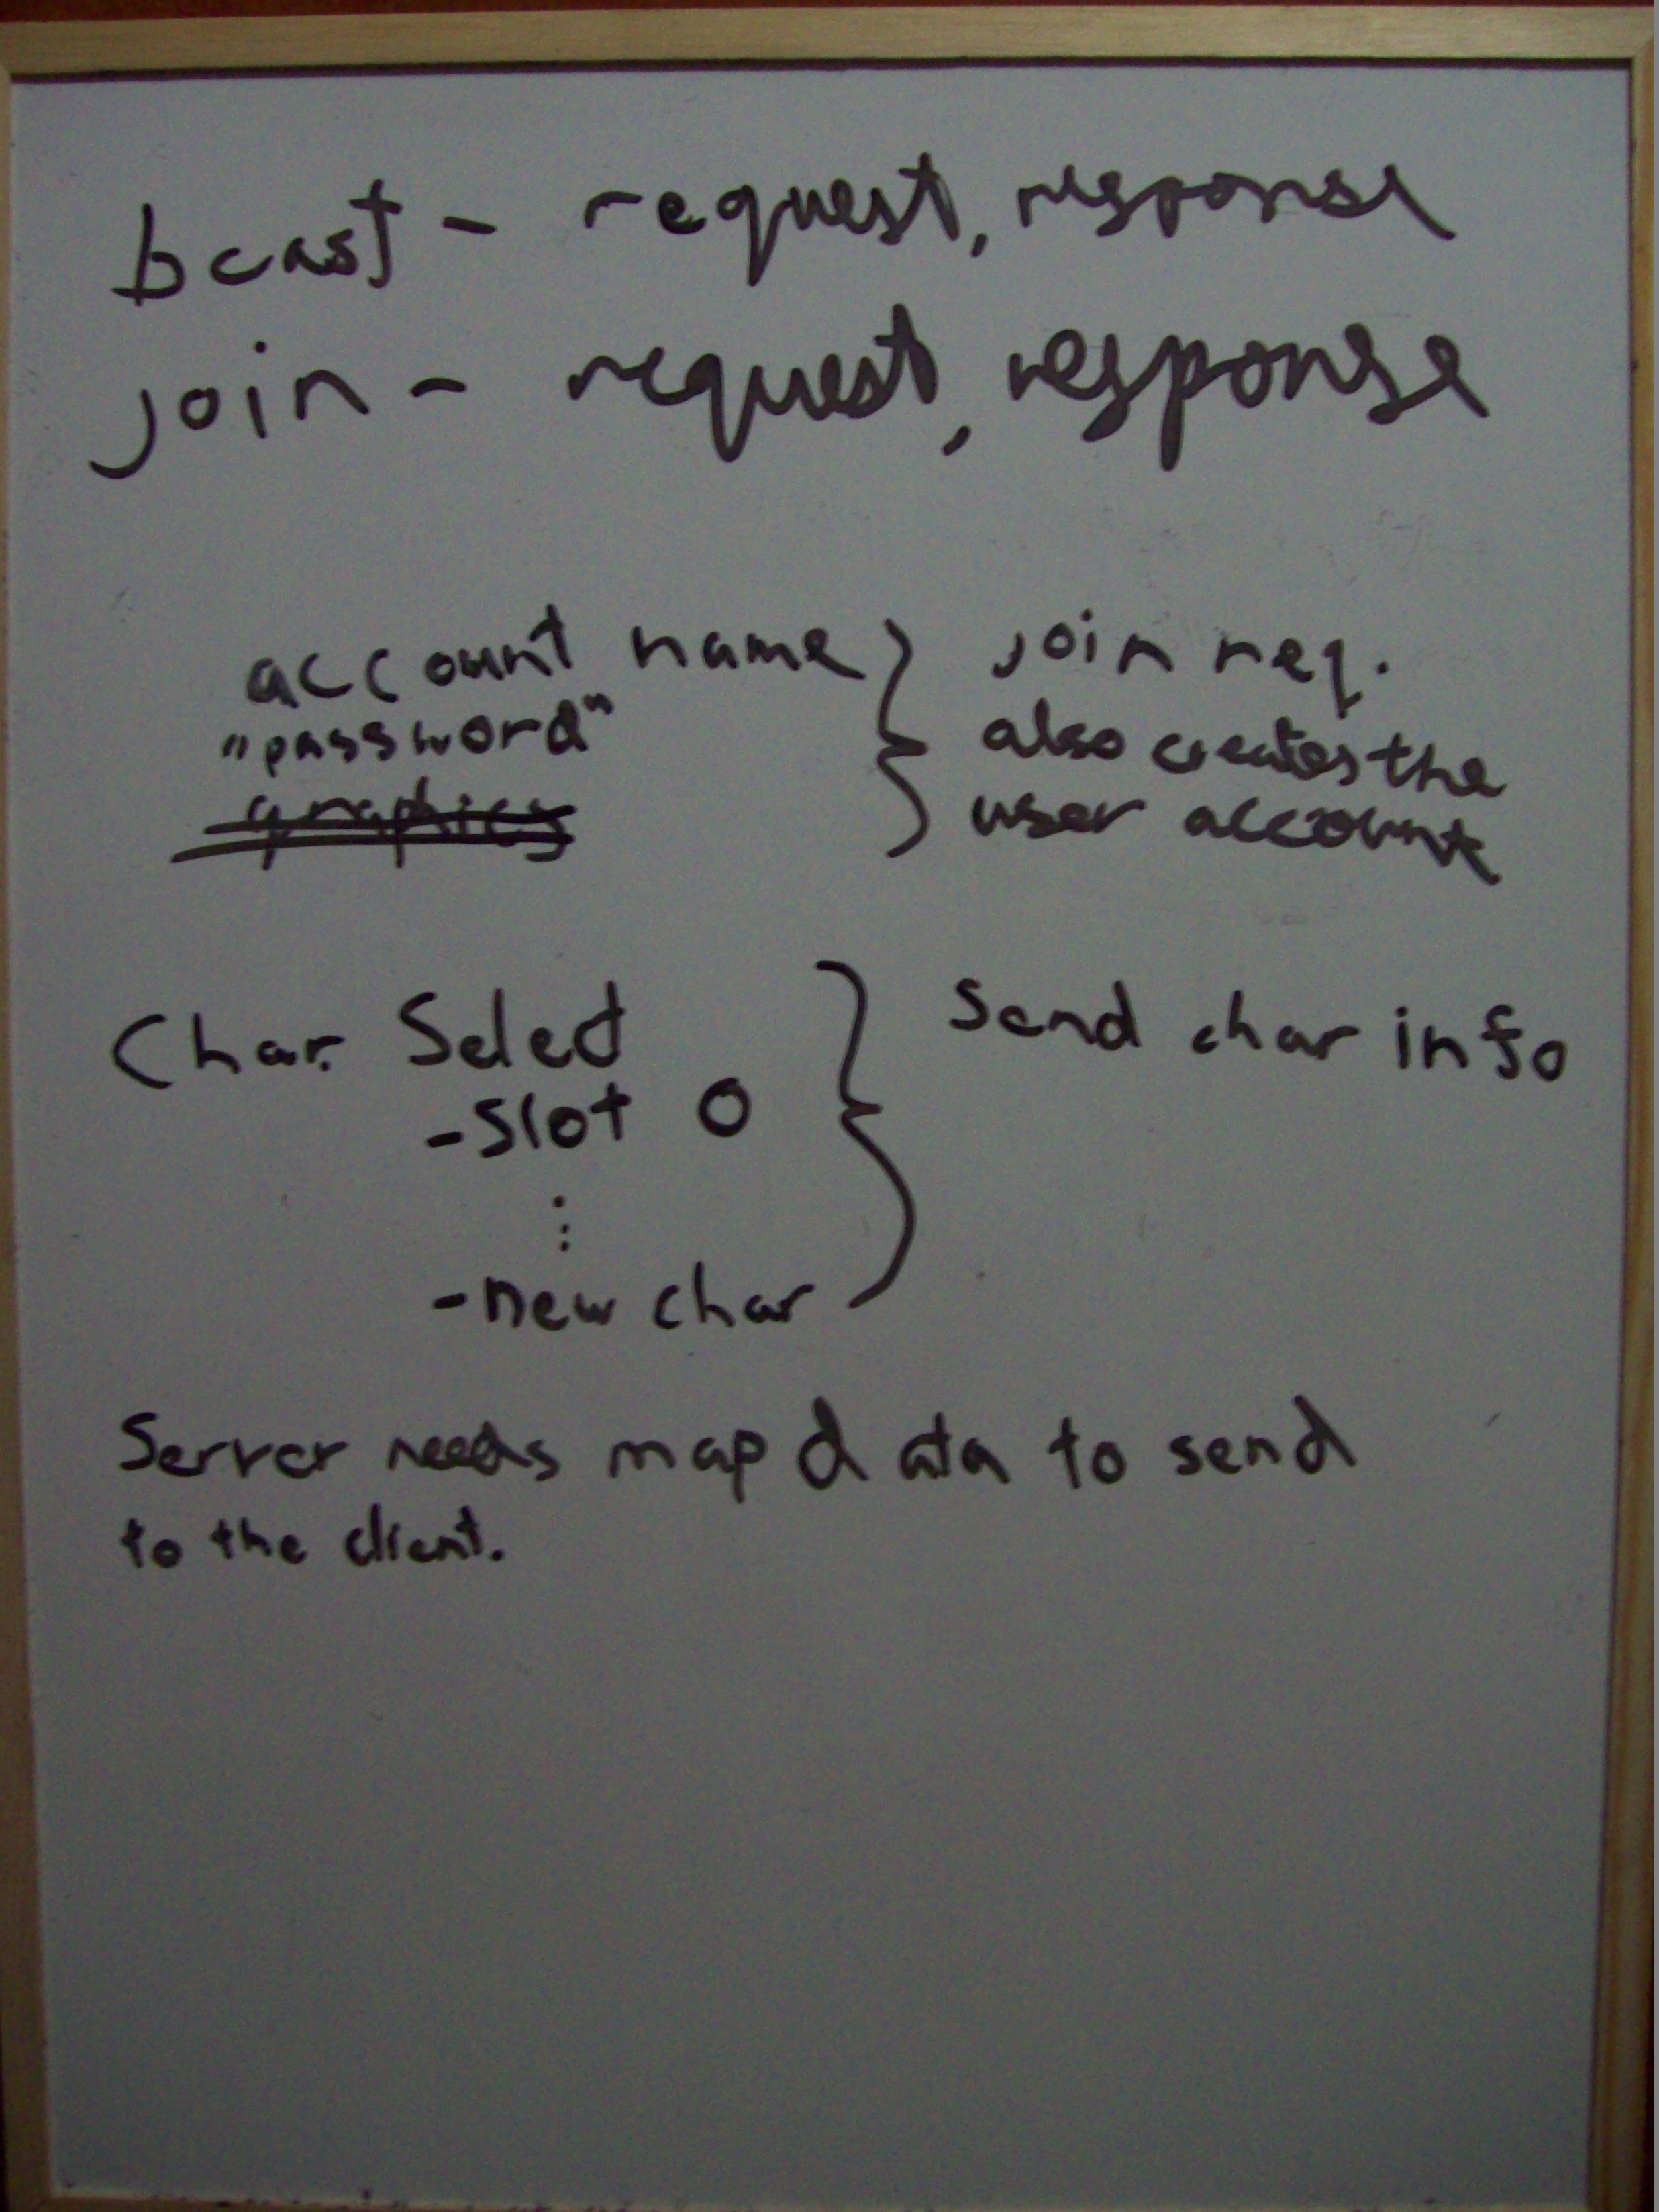 bcast - request, response
join - request, response
account name } join req.
"password" also creates the
graphics user account
Char. Select } Send char info
- Slot 0
⋮
- new char
Server needs map data to send
to the client.